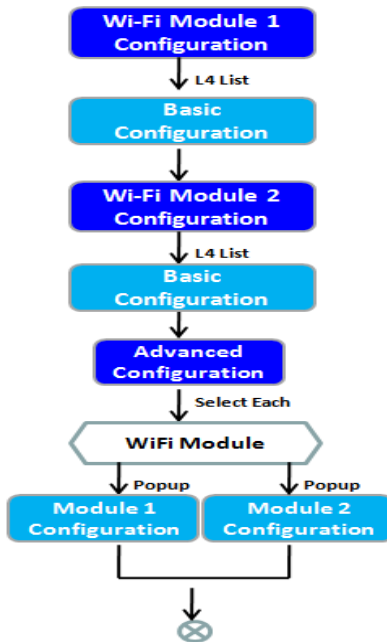 Wi-Fi Module 1
Configuration
L4 List
Basic
Configuration
Wi-Fi Module 2
Configuration
L4 List
Basic
Configuration
Advanced
Configuration
Select Each
WiFi Module
Popup
Popup
Module 1
Configuration
Module 2
Configuration